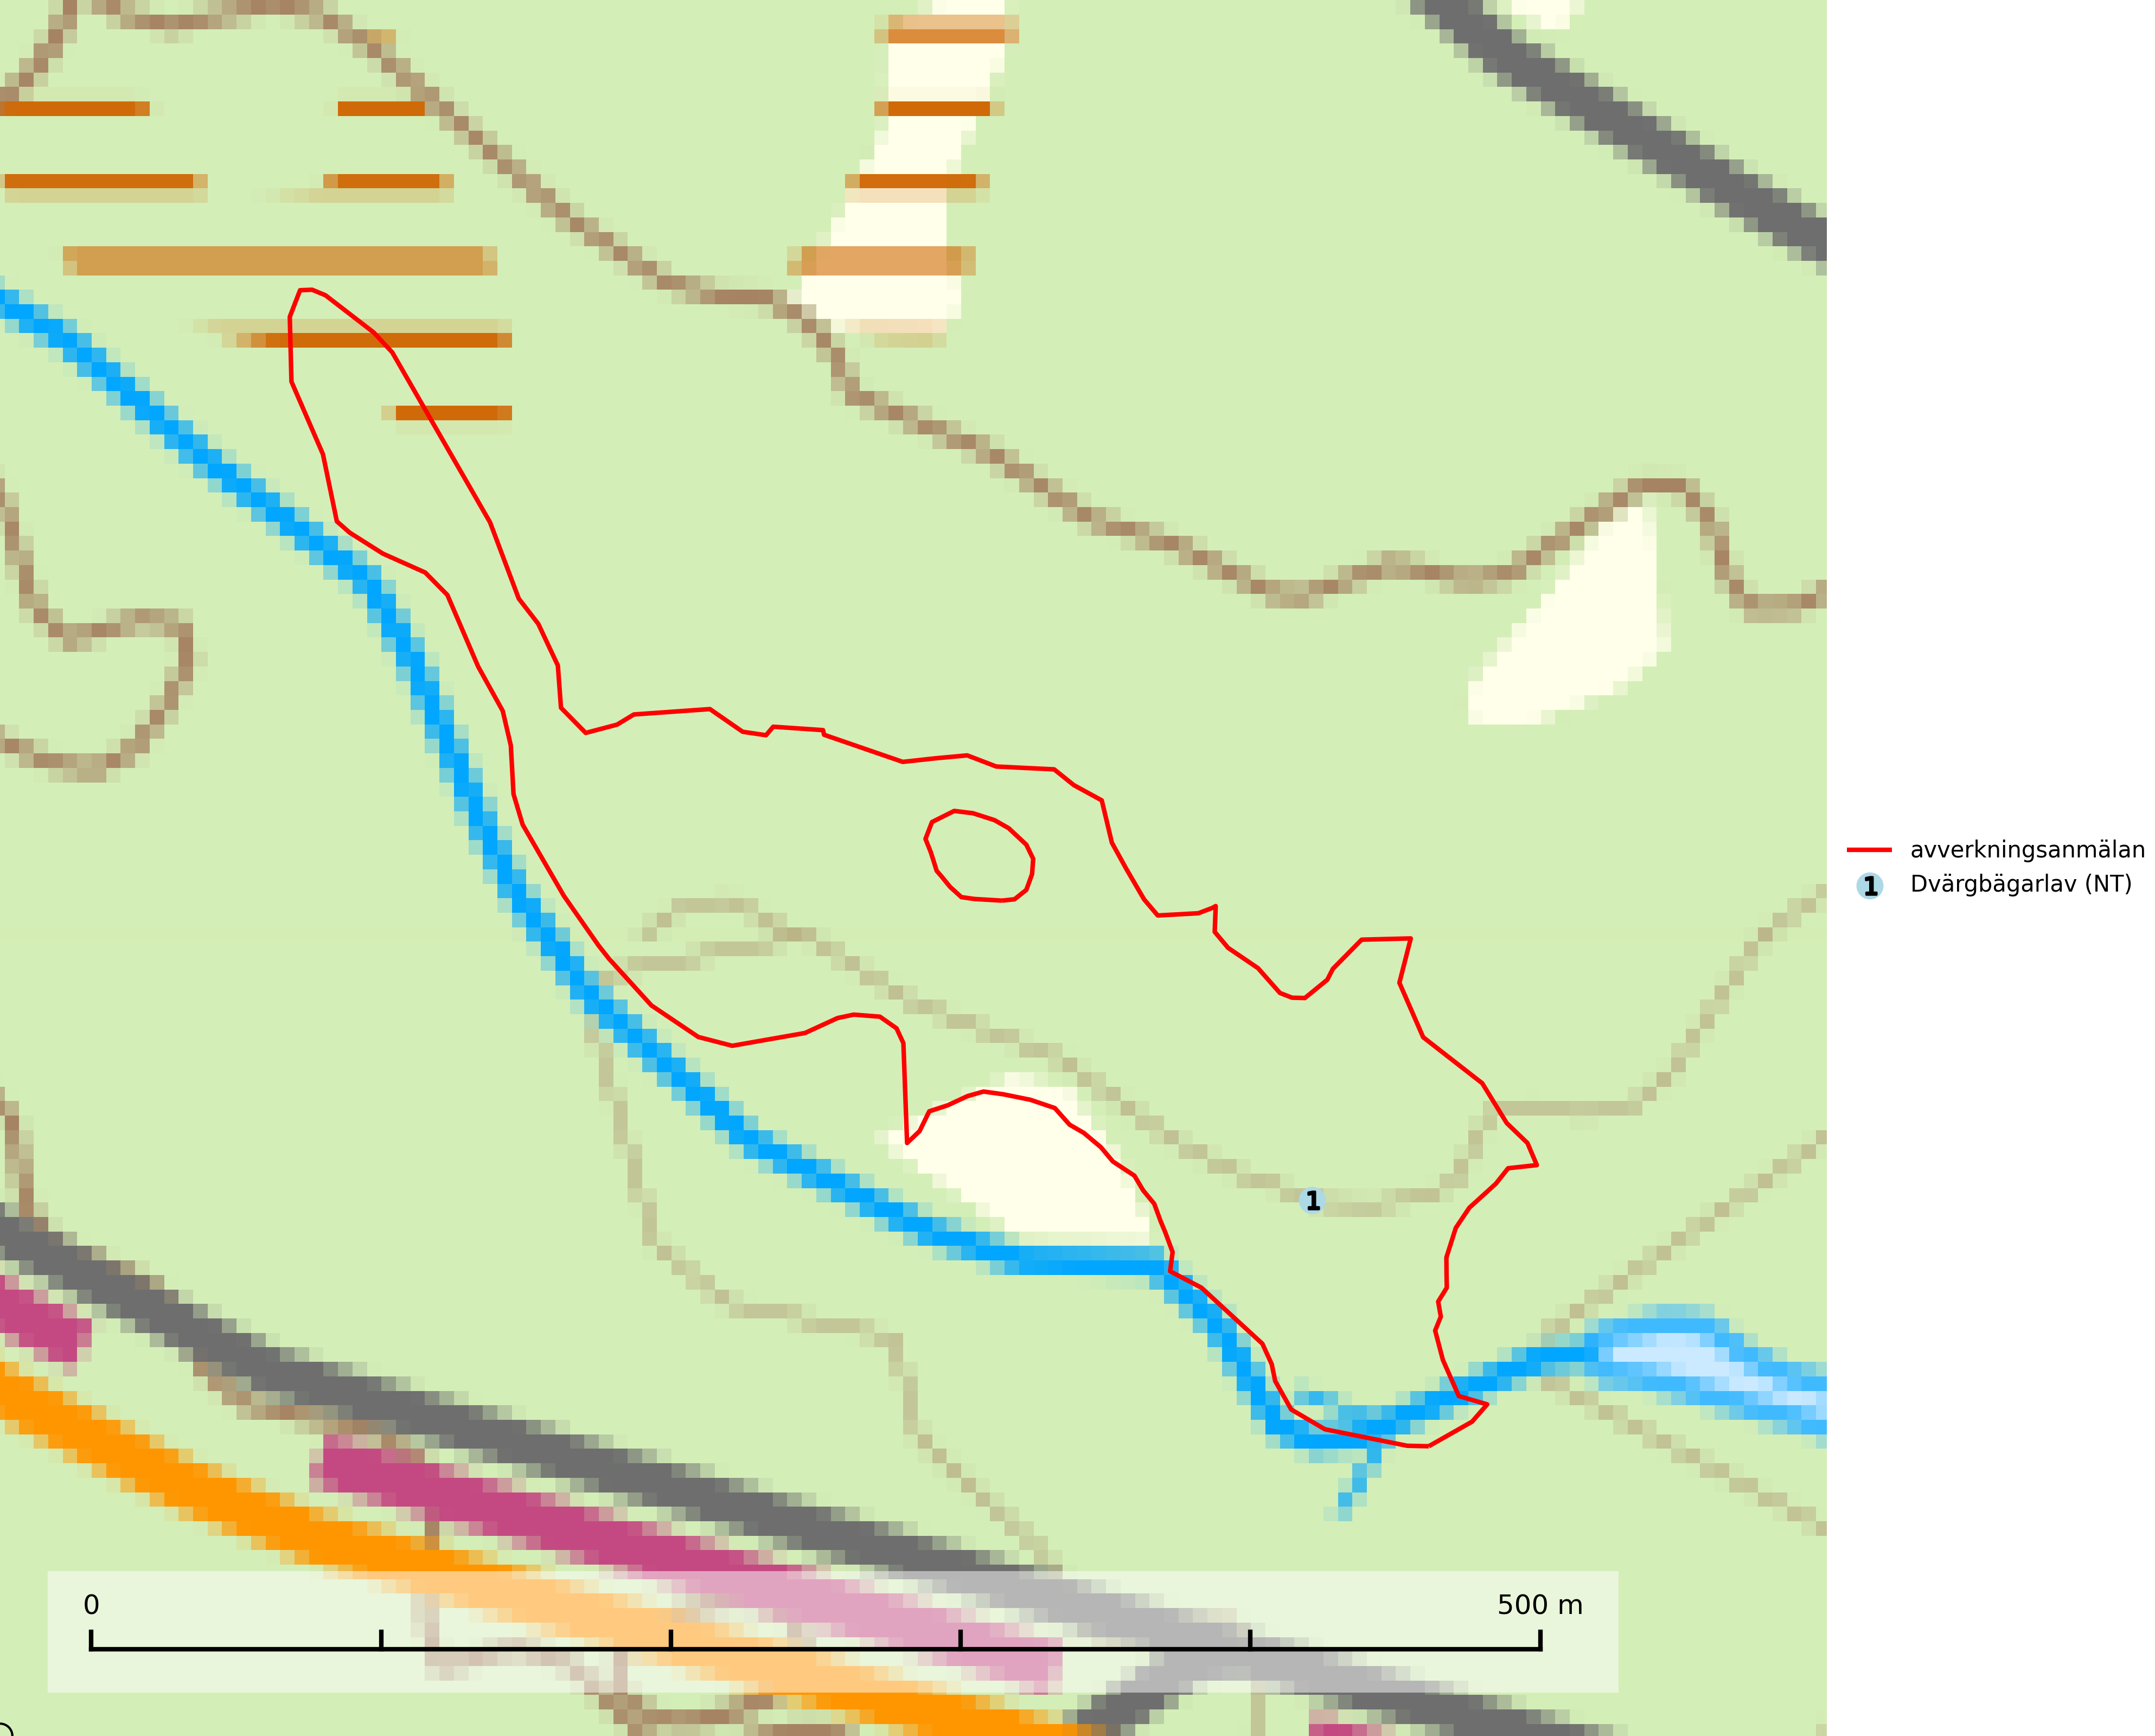 avverkningsanmälan
1 Dvärgbägarlav (NT)
1
0 500 m